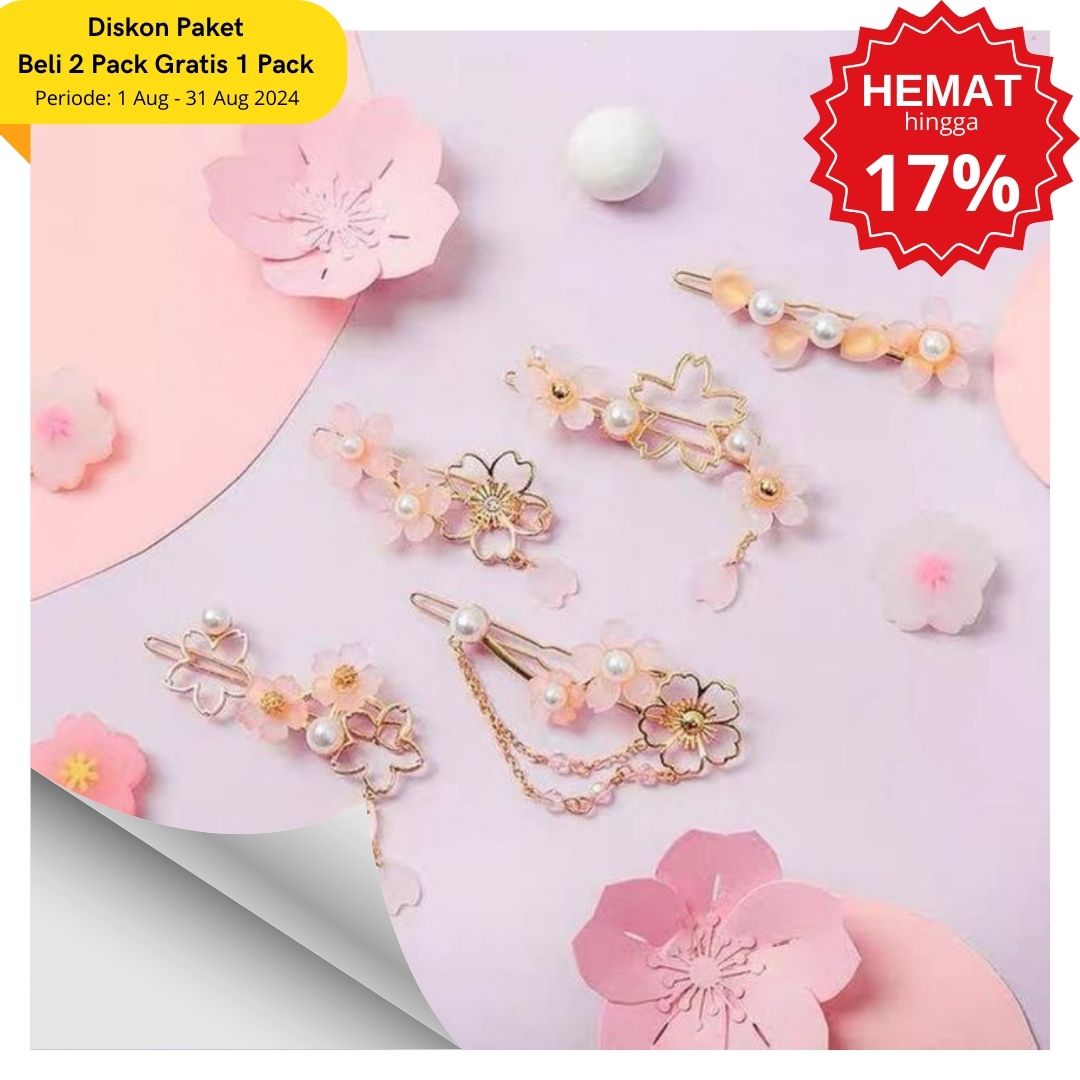 Diskon Paket
Beli 2 Pack Gratis 1 Pack
Periode: 1 Aug - 31 Aug 2024
HEMAT
hingga
17%